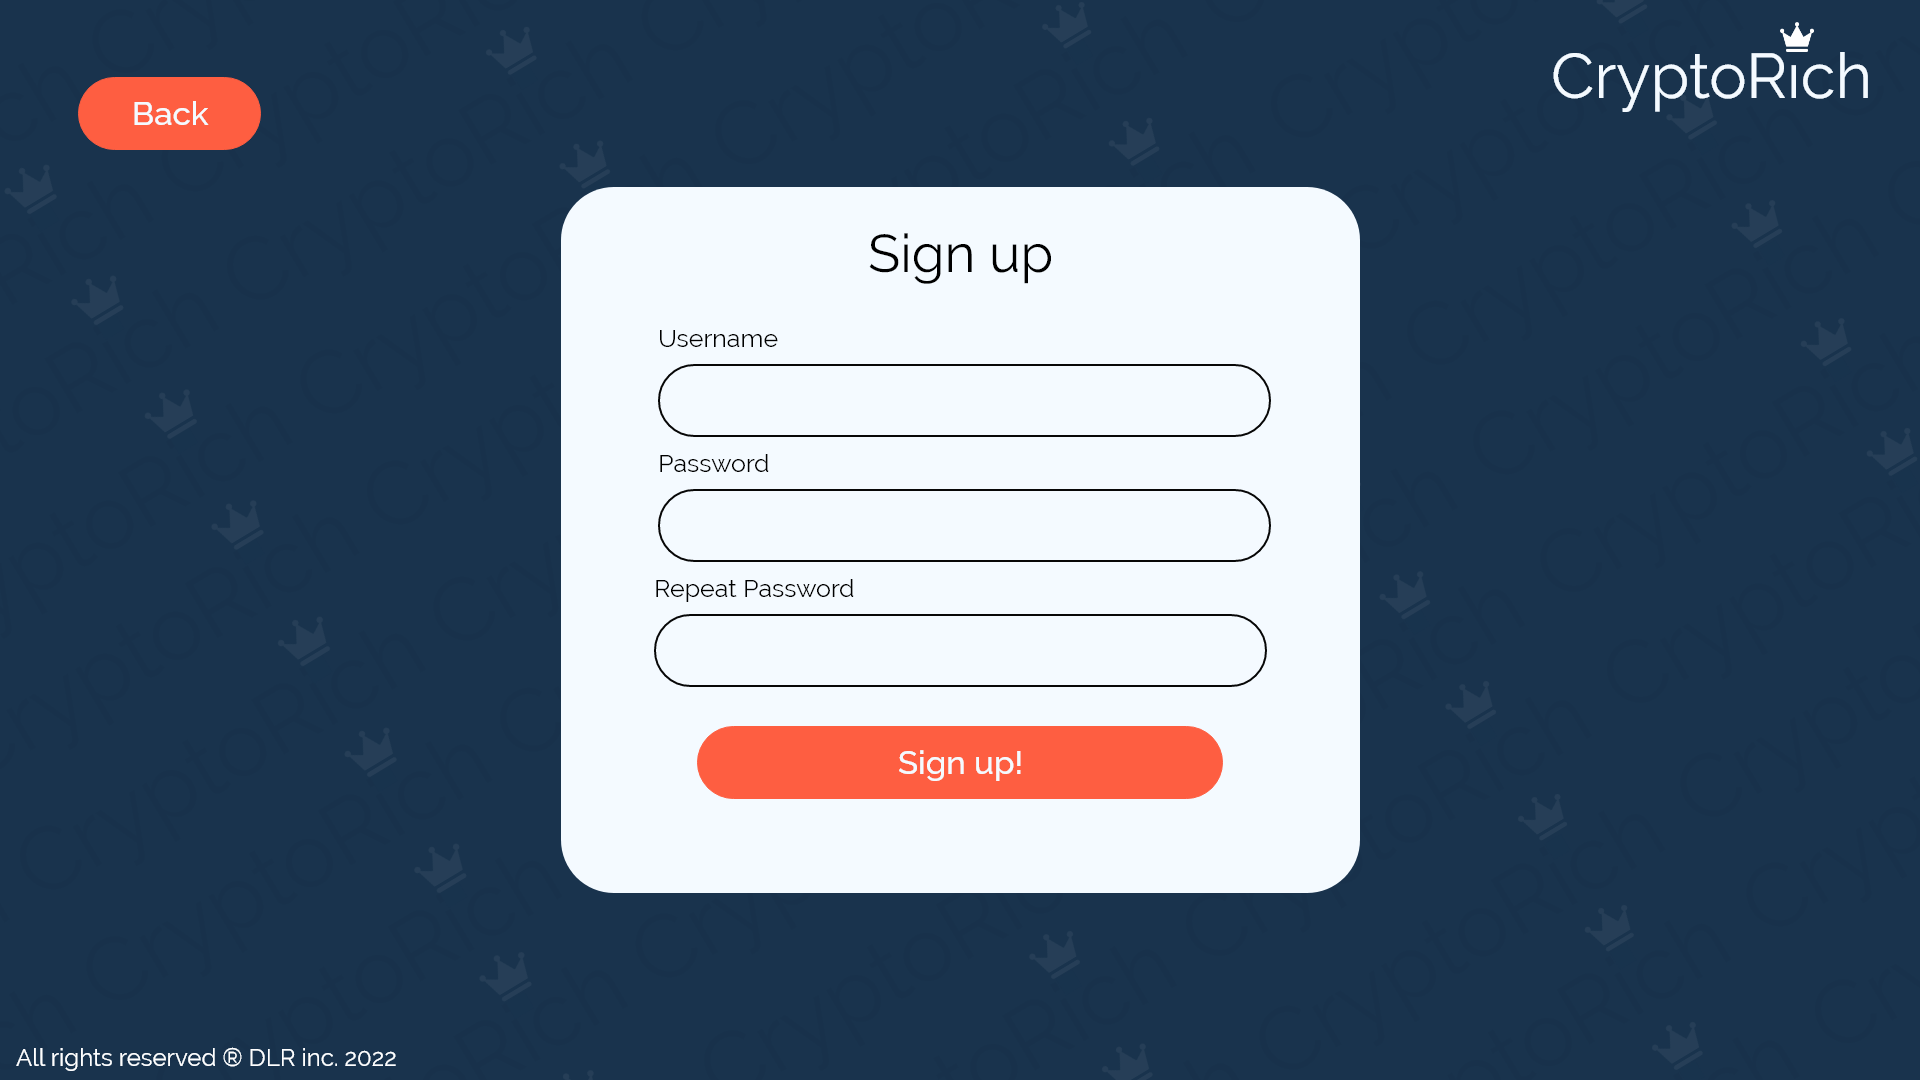 CryptoRich
Back
Sign up
Username
Password
Repeat Password
Sign up!
All rights reserved ® DLR inc. 2022